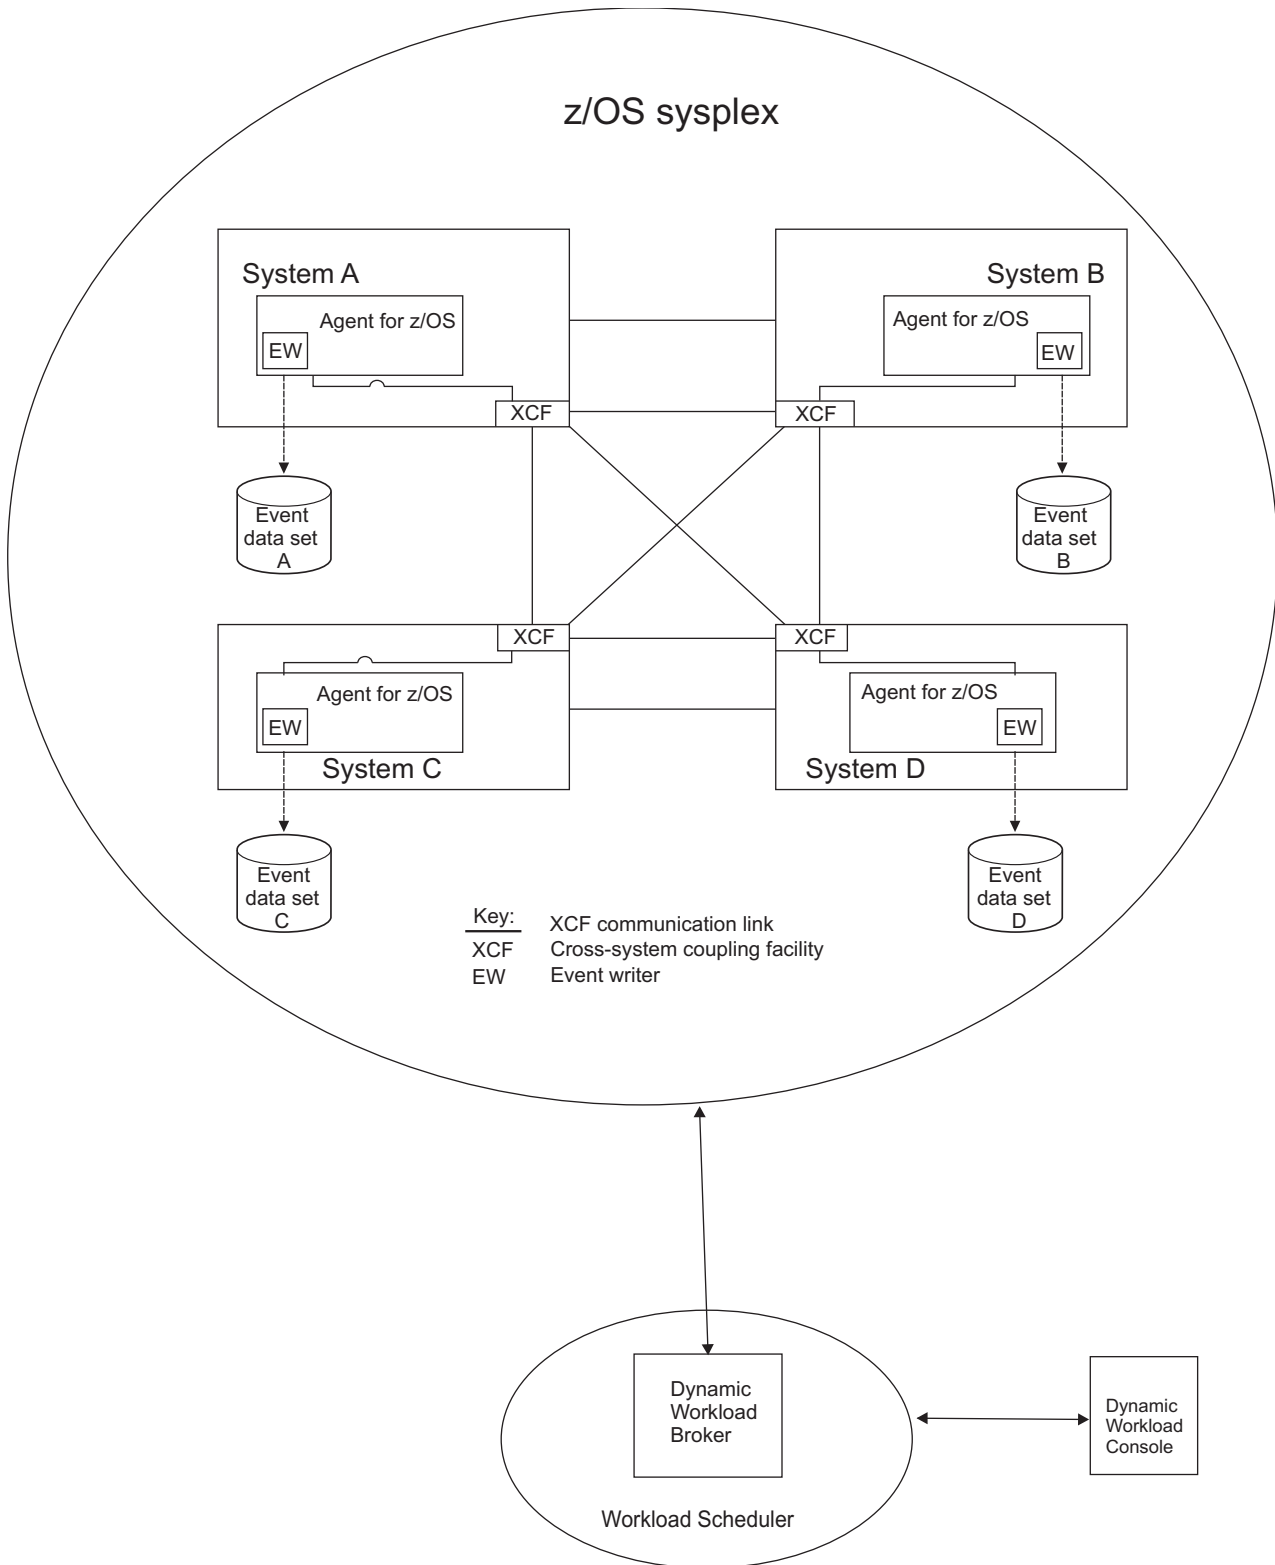 z/OS sysplex
System A
Agent for z/OS
EW
XCF
System B
Agent for z/OS
EW
XCF
Event
data set
A
Event
data set
B
XCF
Agent for z/OS
EW
System C
XCF
Agent for z/OS
EW
System D
Event
data set
C
Event
data set
D
Key:
XCF communication link
XCF Cross-system coupling facility
EW Event writer
Dynamic
Workload
Broker
Workload Scheduler
Dynamic
Workload
Console